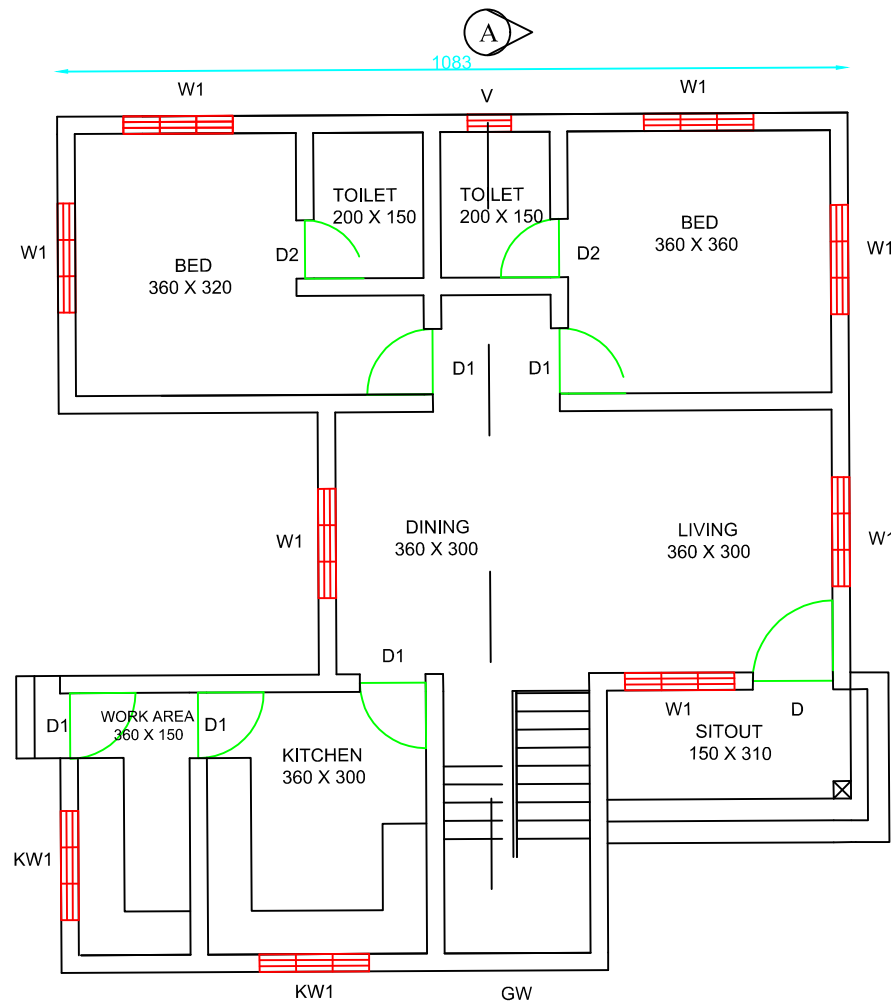 A
1083
W1
V
W1
TOILET
200 X 150
TOILET
200 X 150
BED
360 X 360
W1
D2
D2
W1
BED
360 X 320
D1
D1
W1
DINING
360 X 300
LIVING
360 X 300
W1
D1
D1
WORK AREA
360 X 150
D1
KITCHEN
360 X 300
W1
D
SITOUT
150 X 310
KW1
KW1
GW